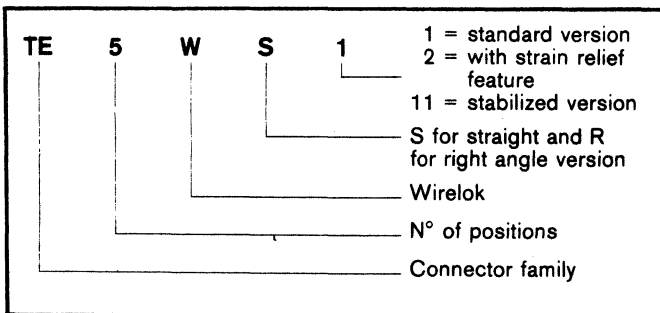 TE 5 W S 1
1 = standard version
2 = with strain relief
feature
11 = stabilized version
S for straight and R
for right angle version
Wirelok
N° of positions
Connector family